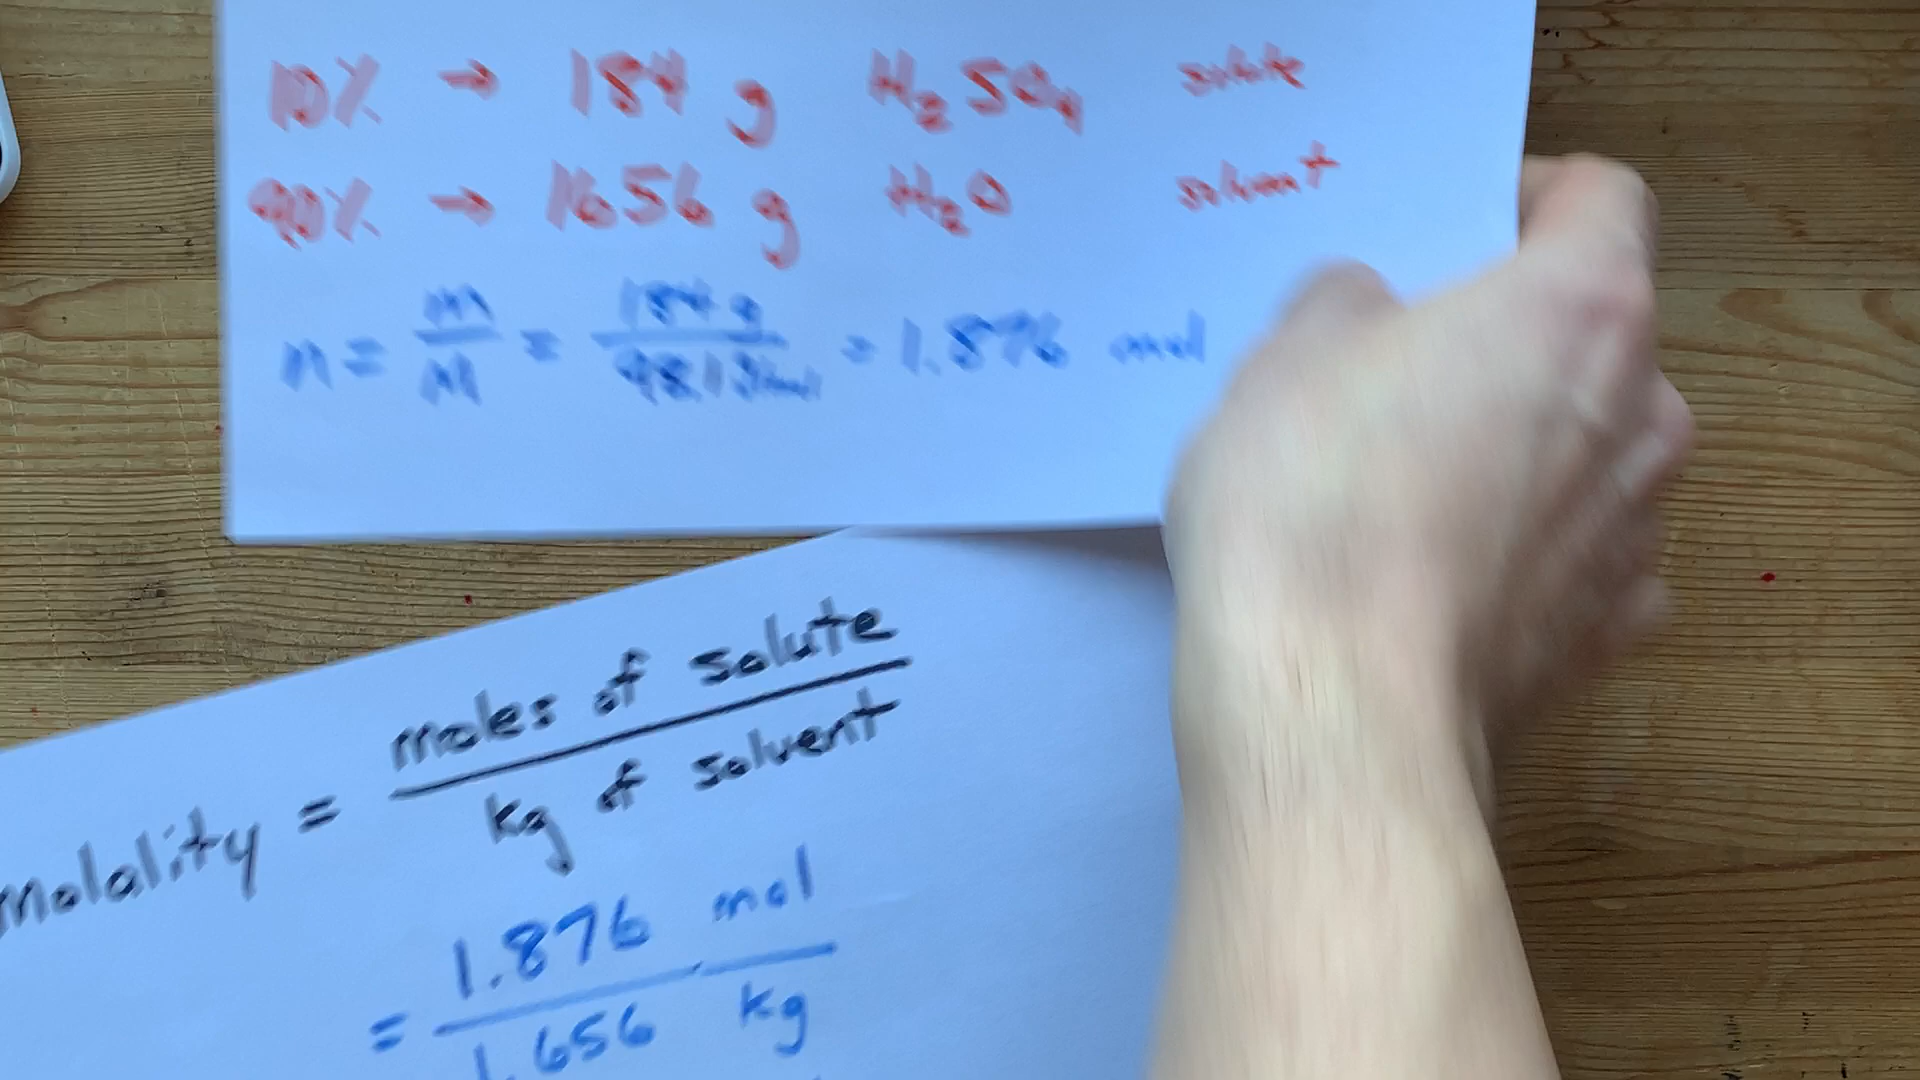 10% → 184 g H₂SO₄ solute
90% → 1656 g H₂O solvent
n = m/M = 184 g / 98.1 g/mol = 1.876 mol
molality = moles of solute / kg of solvent
= 1.876 mol / 1.656 kg